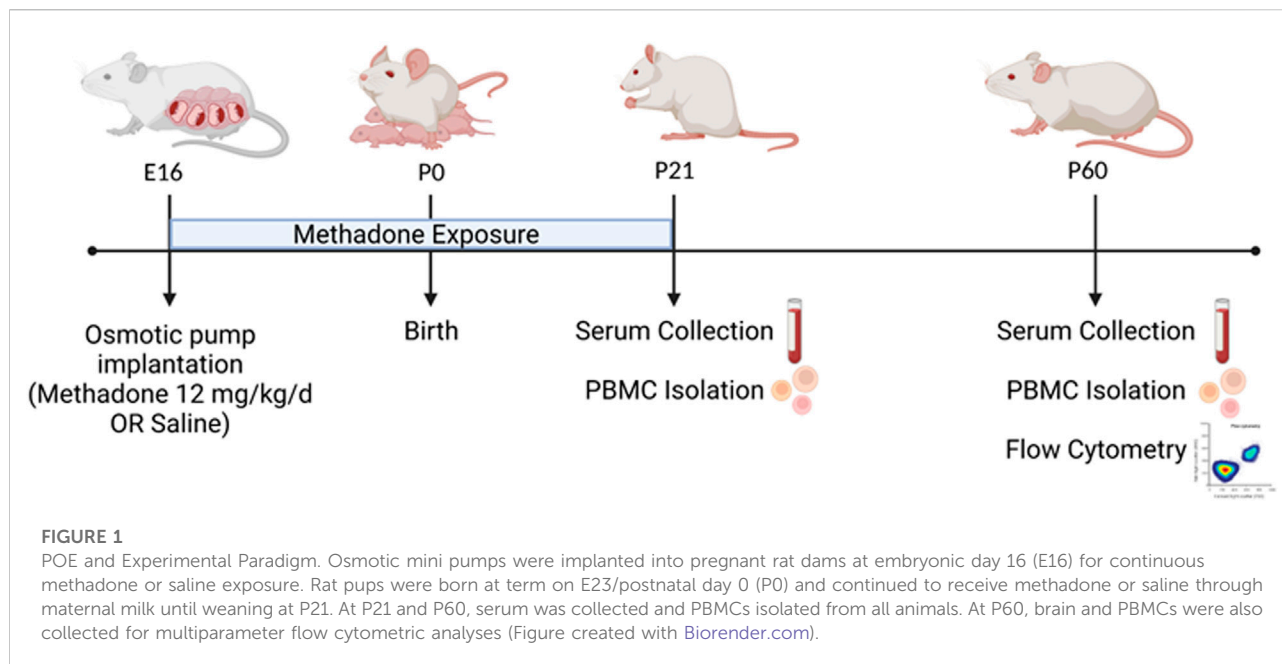 E16
P0
P21
P60
Methadone Exposure
Osmotic pump
implantation
(Methadone 12 mg/kg/d
OR Saline)
Birth
Serum Collection
PBMC Isolation
Serum Collection
PBMC Isolation
Flow Cytometry
Flow cytometry
FIGURE 1
POE and Experimental Paradigm. Osmotic mini pumps were implanted into pregnant rat dams at embryonic day 16 (E16) for continuous
methadone or saline exposure. Rat pups were born at term on E23/postnatal day 0 (P0) and continued to receive methadone or saline through
maternal milk until weaning at P21. At P21 and P60, serum was collected and PBMCs isolated from all animals. At P60, brain and PBMCs were also
collected for multiparameter flow cytometric analyses (Figure created with Biorender.com).